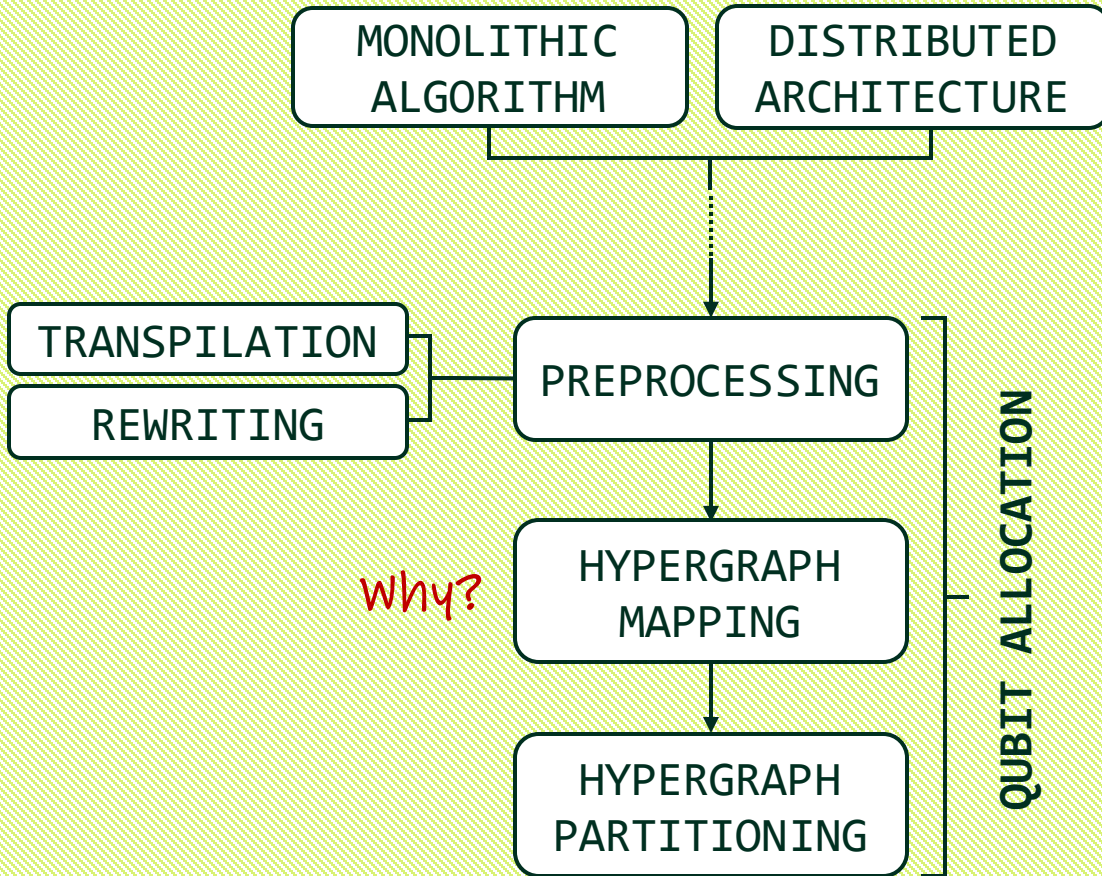 MONOLITHIC
ALGORITHM
DISTRIBUTED
ARCHITECTURE
TRANSPILATION
REWRITING
PREPROCESSING
Why?
HYPERGRAPH
MAPPING
HYPERGRAPH
PARTITIONING
QUBIT ALLOCATION